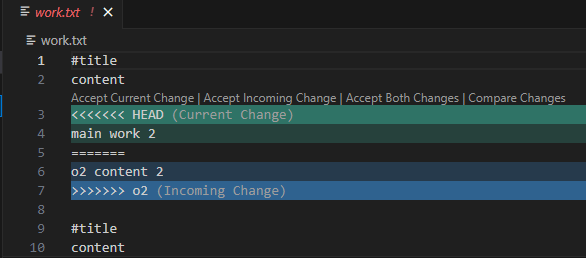 work.txt !
work.txt
1 #title
2 content
Accept Current Change | Accept Incoming Change | Accept Both Changes | Compare Changes
3 <<<<<<< HEAD (Current Change)
4 main work 2
5 =======
6 o2 content 2
7 >>>>>>> o2 (Incoming Change)
8
9 #title
10 content